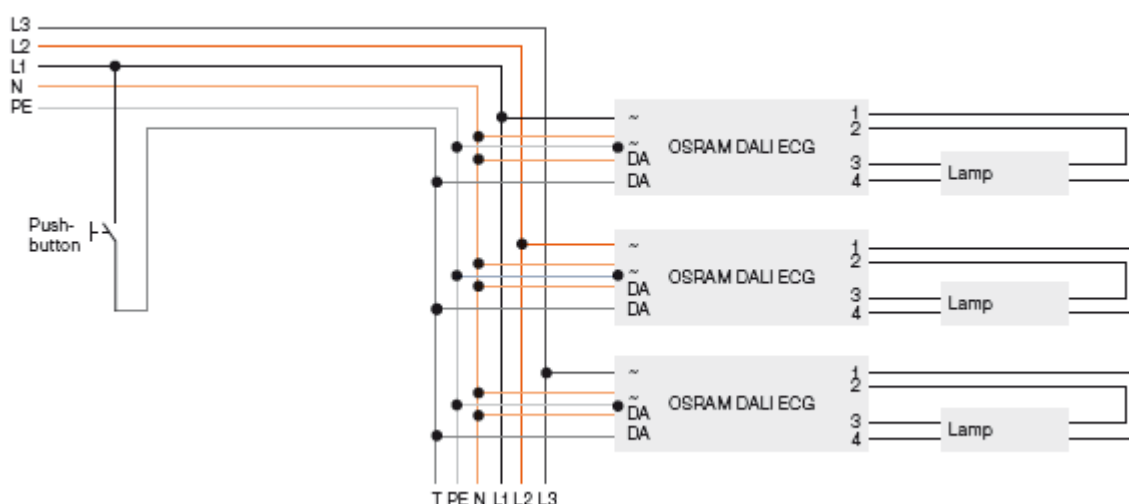 L3
L2
L1
N
PE
~ 1
OSRAM DALI ECG 2
~
DA 3 Lamp
DA 4
Push-
button
~ 1
OSRAM DALI ECG 2
~
DA 3 Lamp
DA 4
~ 1
OSRAM DALI ECG 2
~
DA 3 Lamp
DA 4
T PE N L1 L2 L3